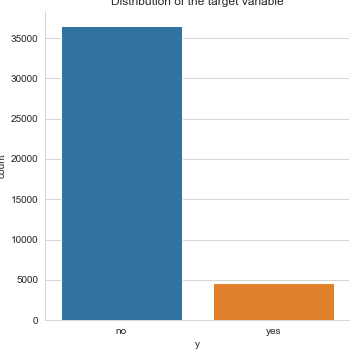 Distribution of the target variable
35000
30000
25000
20000
15000
10000
5000
0
count
no
yes
y